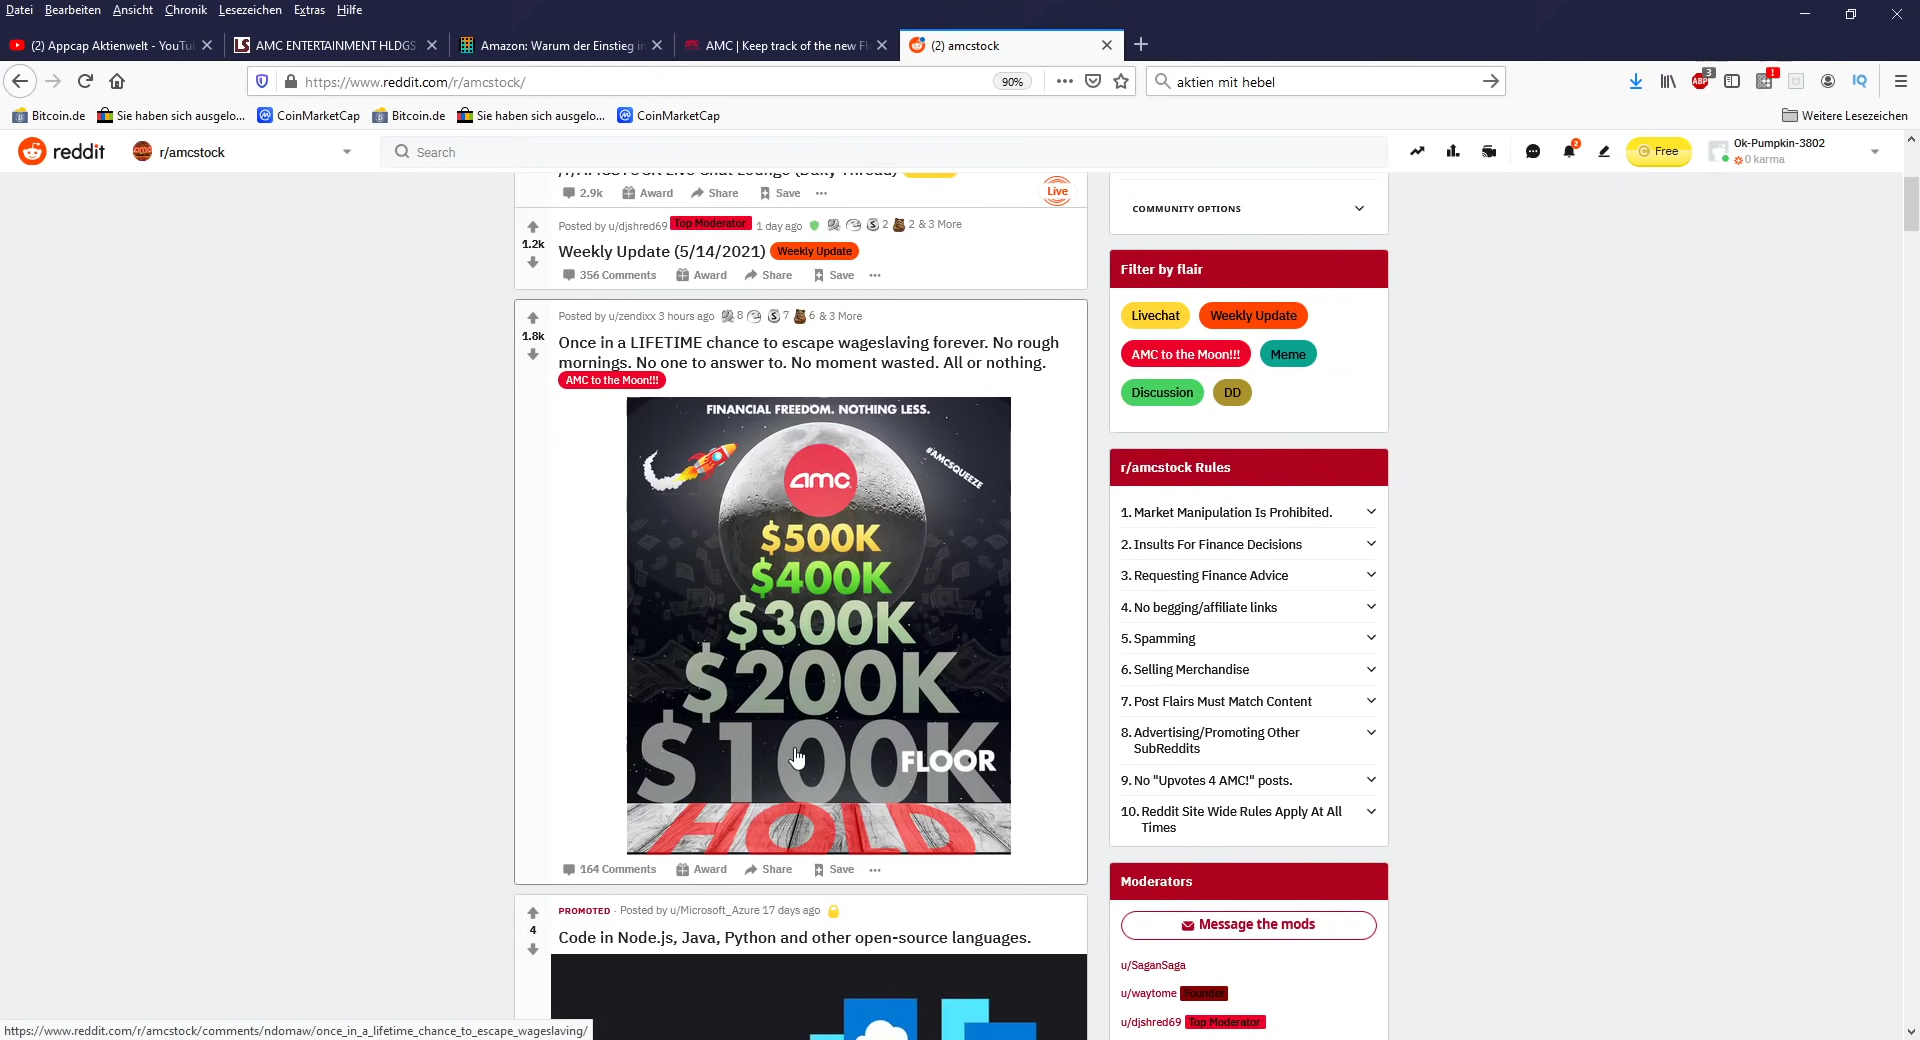 Datei Bearbeiten Ansicht Chronik Lesezeichen Extras Hilfe
(2) Appcap Aktienwelt - YouTu
AMC ENTERTAINMENT HLDGS
Amazon: Warum der Einstieg i
AMC | Keep track of the new Fl
(2) amcstock
https://www.reddit.com/r/amcstock/
90%
aktien mit hebel
ABP 3
IQ
Bitcoin.de
Sie haben sich ausgelo...
CoinMarketCap
Bitcoin.de
Sie haben sich ausgelo...
CoinMarketCap
Weitere Lesezeichen
reddit
r/amcstock
Search
2
Free
Ok-Pumpkin-3802
0 karma
2.9k Award Share Save
Live
1.2k
Posted by u/djshred69 Top Moderator 1 day ago 2 2 & 3 More
Weekly Update (5/14/2021) Weekly Update
356 Comments Award Share Save
1.8k
Posted by u/zendixx 3 hours ago 8 7 6 & 3 More
Once in a LIFETIME chance to escape wageslaving forever. No rough
mornings. No one to answer to. No moment wasted. All or nothing.
AMC to the Moon!!!
FINANCIAL FREEDOM. NOTHING LESS.
#AMCSQUEEZE
amc
$500K
$400K
$300K
$200K
$100K
FLOOR
HOLD
164 Comments Award Share Save
4
PROMOTED · Posted by u/Microsoft_Azure 17 days ago
Code in Node.js, Java, Python and other open-source languages.
COMMUNITY OPTIONS
Filter by flair
Livechat Weekly Update
AMC to the Moon!!! Meme
Discussion DD
r/amcstock Rules
1. Market Manipulation Is Prohibited.
2. Insults For Finance Decisions
3. Requesting Finance Advice
4. No begging/affiliate links
5. Spamming
6. Selling Merchandise
7. Post Flairs Must Match Content
8. Advertising/Promoting Other
SubReddits
9. No "Upvotes 4 AMC!" posts.
10. Reddit Site Wide Rules Apply At All
Times
Moderators
Message the mods
u/SaganSaga
u/waytome Founder
u/djshred69 Top Moderator
https://www.reddit.com/r/amcstock/comments/ndomaw/once_in_a_lifetime_chance_to_escape_wageslaving/